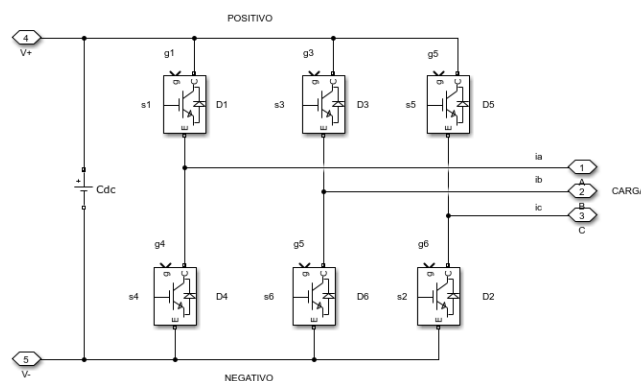 POSITIVO
4
V+
g1
g3
g5
g
C
g
C
g
C
s1
D1
s3
D3
s5
D5
E
E
E
ia
1
A
+
Cdc
ib
2
CARGA
B
ic
3
C
g4
g5
g6
g
C
g
C
g
C
s4
D4
s6
D6
s2
D2
E
E
E
5
V-
NEGATIVO